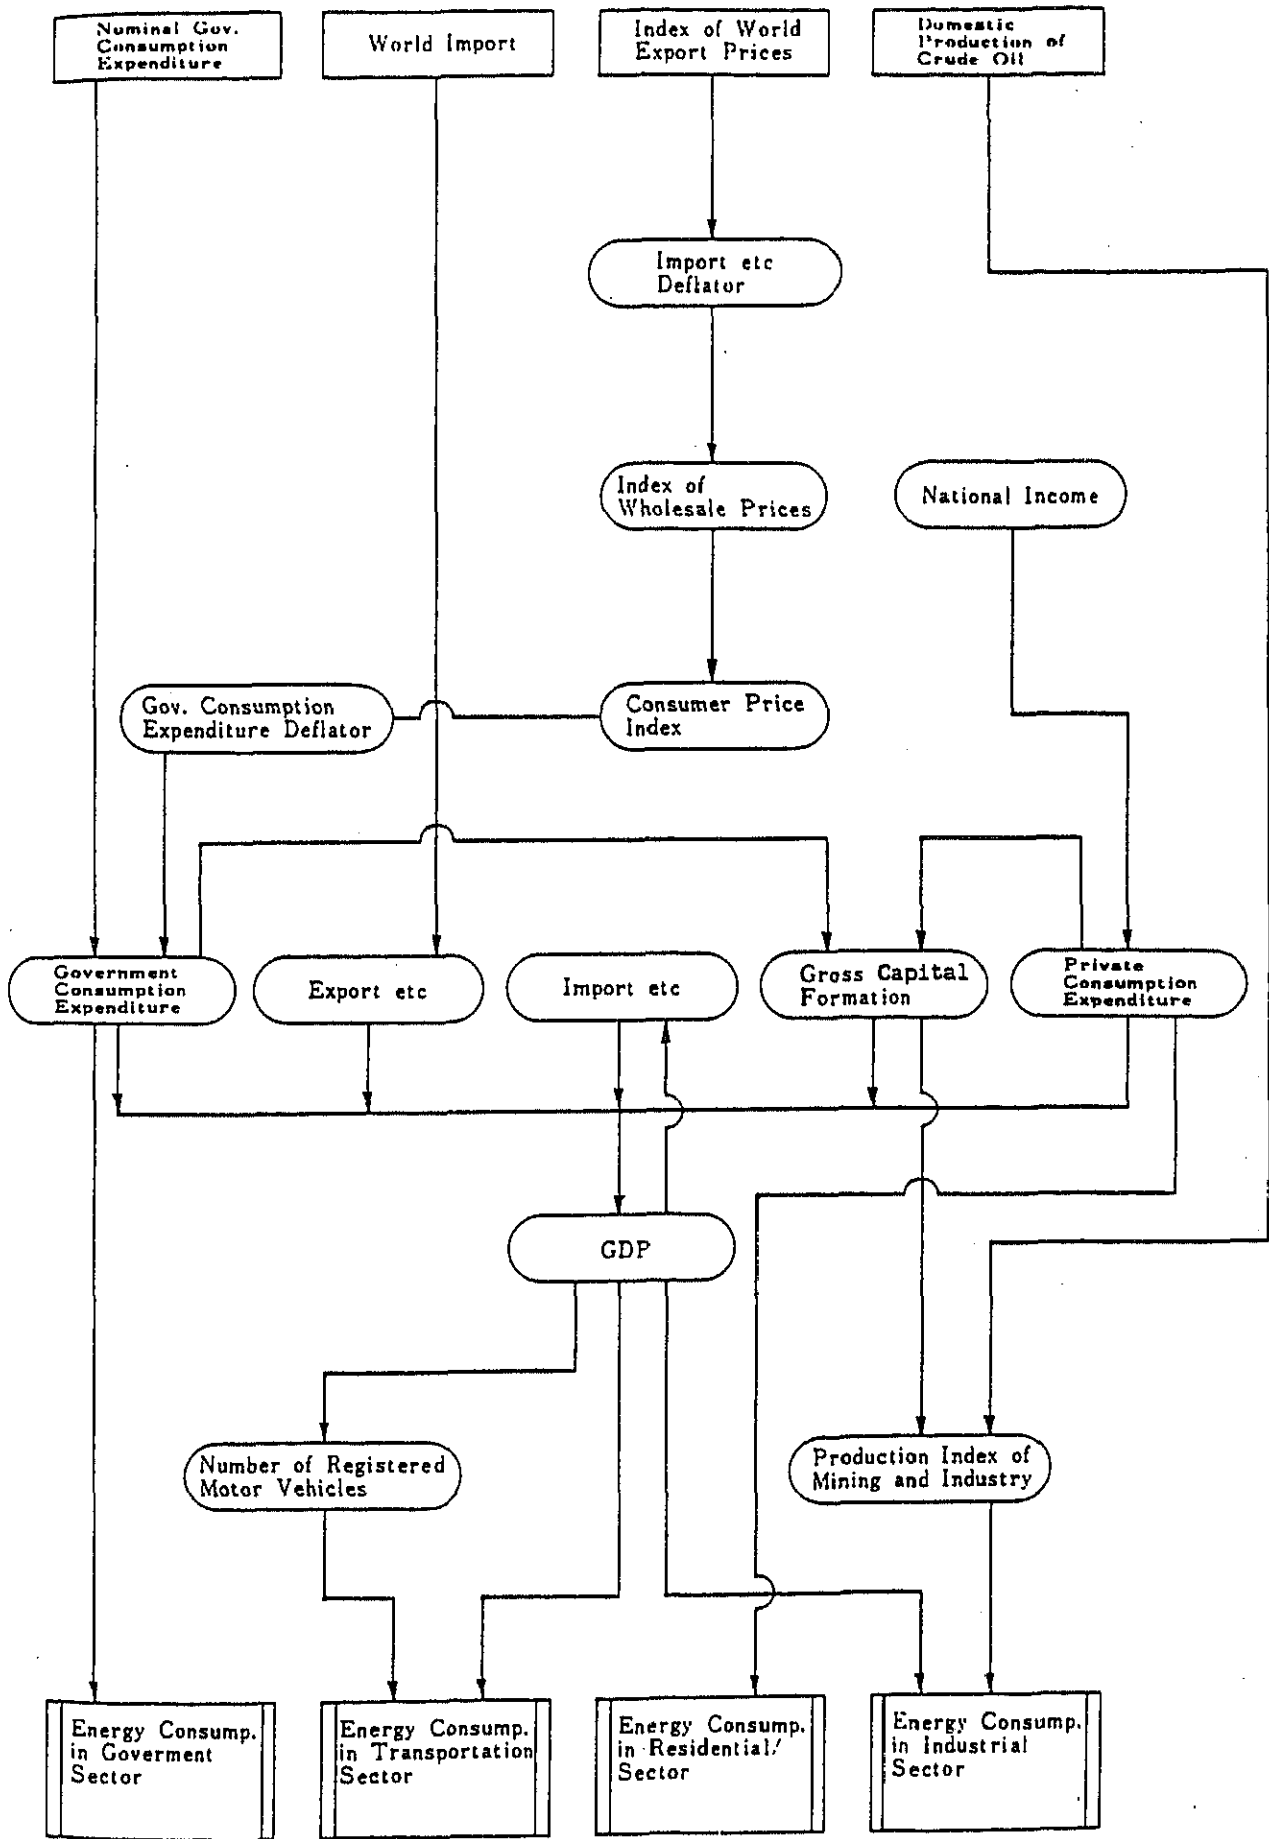 Nominal Gov.
Consumption
Expenditure
World Import
Index of World
Export Prices
Domestic
Production of
Crude Oil
Import etc
Deflator
Index of
Wholesale Prices
National Income
Gov. Consumption
Expenditure Deflator
Consumer Price
Index
Government
Consumption
Expenditure
Export etc
Import etc
Gross Capital
Formation
Private
Consumption
Expenditure
GDP
Number of Registered
Motor Vehicles
Production Index of
Mining and Industry
Energy Consump.
in Goverment
Sector
Energy Consump.
in Transportation
Sector
Energy Consump.
in Residential/
Sector
Energy Consump.
in Industrial
Sector